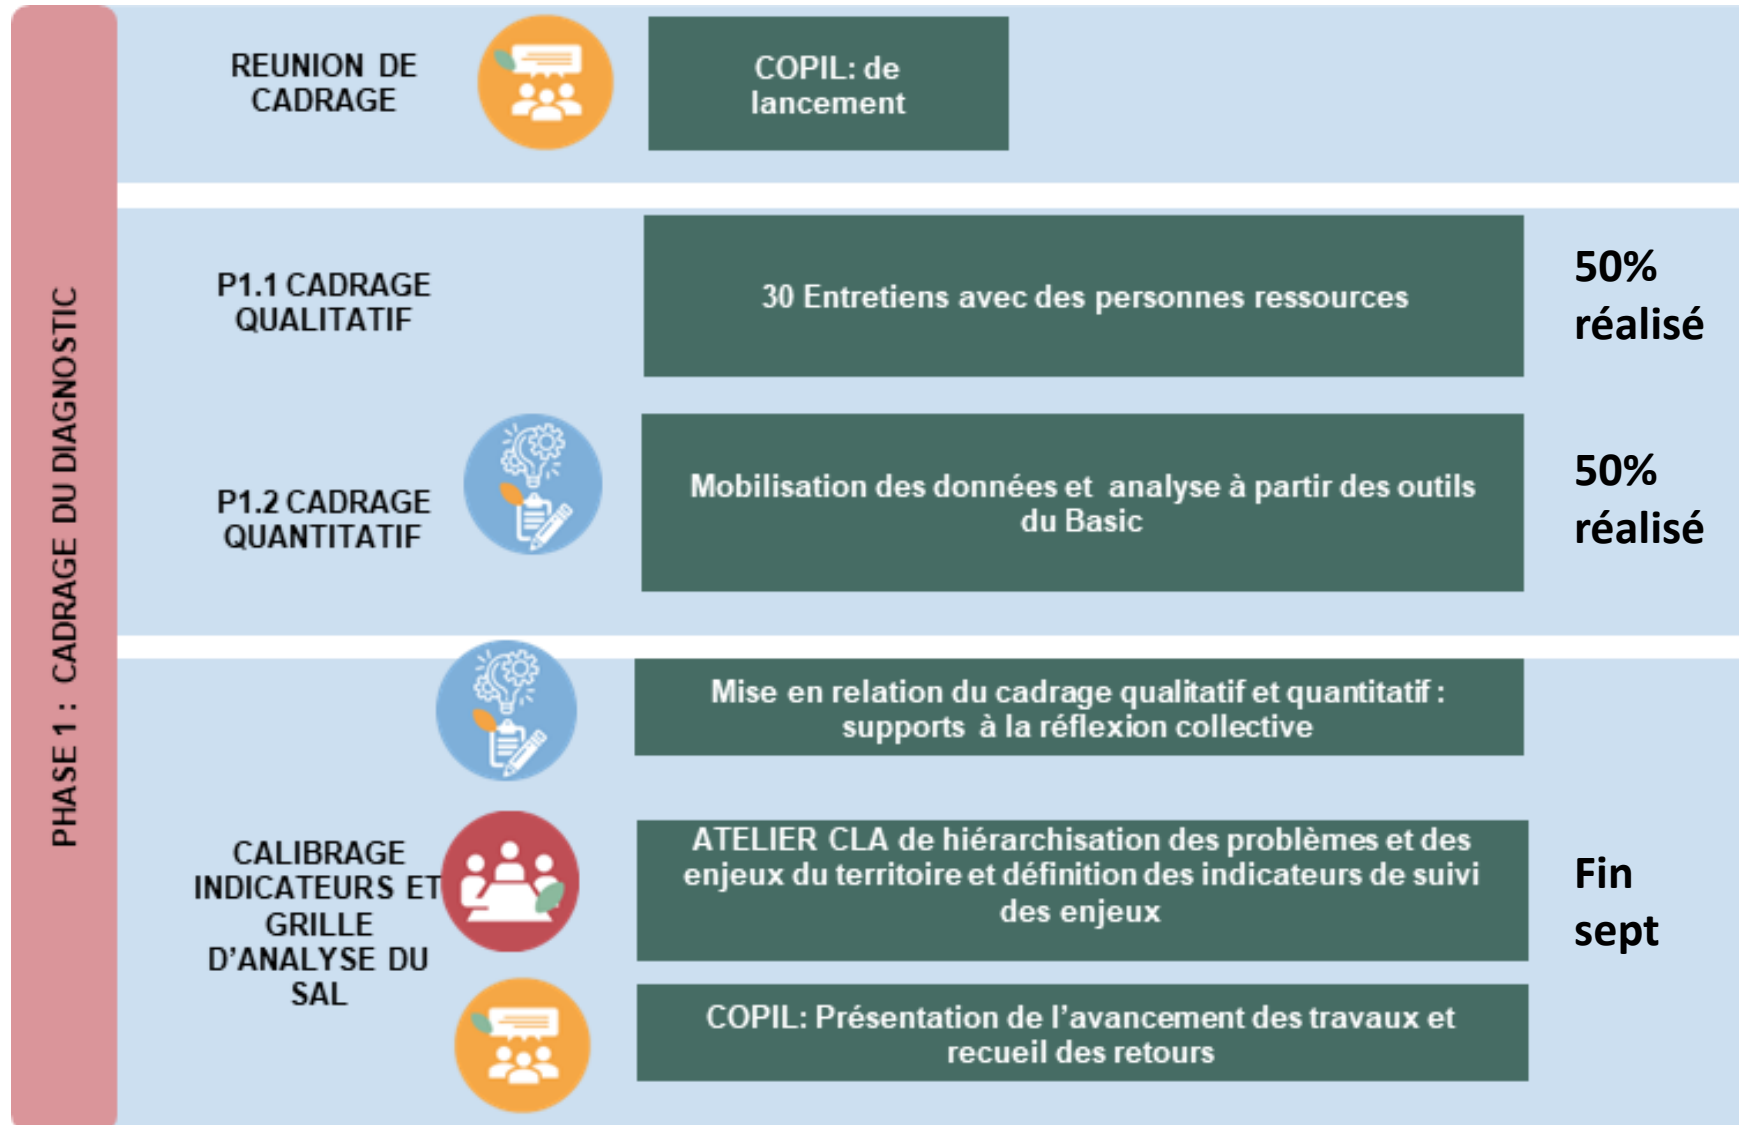 PHASE 1 : CADRAGE DU DIAGNOSTIC
REUNION DE
CADRAGE
COPIL: de
lancement
P1.1 CADRAGE
QUALITATIF
30 Entretiens avec des personnes ressources
50%
réalisé
P1.2 CADRAGE
QUANTITATIF
Mobilisation des données et analyse à partir des outils
du Basic
50%
réalisé
Mise en relation du cadrage qualitatif et quantitatif :
supports à la réflexion collective
CALIBRAGE
INDICATEURS ET
GRILLE
D’ANALYSE DU
SAL
ATELIER CLA de hiérarchisation des problèmes et des
enjeux du territoire et définition des indicateurs de suivi
des enjeux
Fin
sept
COPIL: Présentation de l’avancement des travaux et
recueil des retours